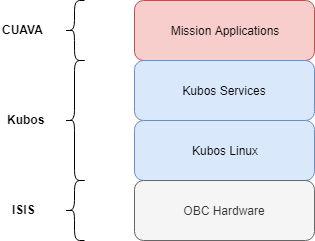 CUAVA
Mission Applications
Kubos
Kubos Services
Kubos Linux
ISIS
OBC Hardware